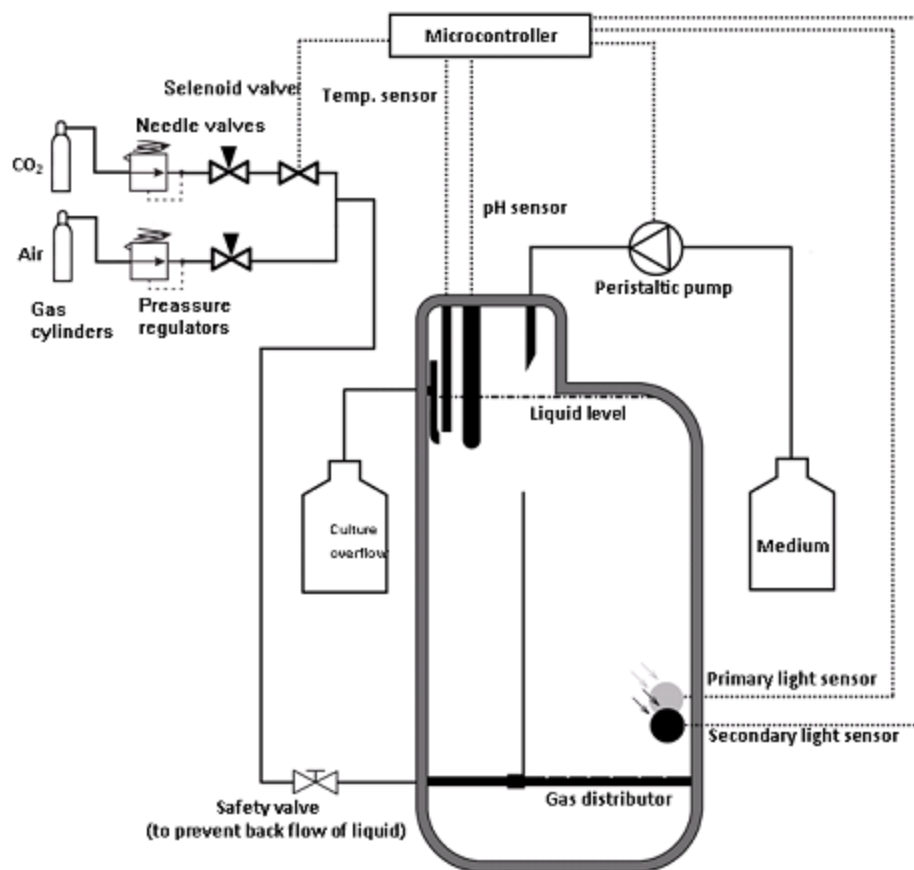 Microcontroller
Selenoid valve
Temp. sensor
Needle valves
CO₂
pH sensor
Air
Peristaltic pump
Gas
cylinders
Preassure
regulators
Liquid level
Culture
overflow
Medium
Primary light sensor
Secondary light sensor
Gas distributor
Safety valve
(to prevent back flow of liquid)